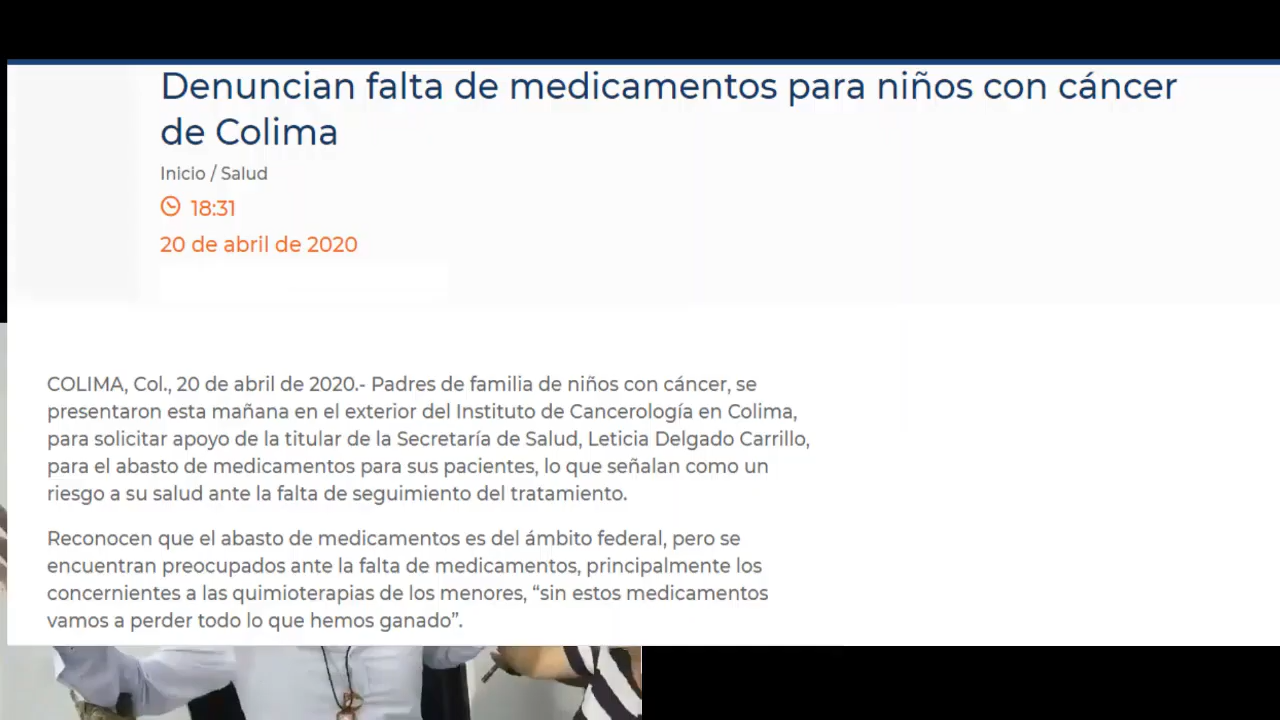 Denuncian falta de medicamentos para niños con cáncer
de Colima
Inicio / Salud
18:31
20 de abril de 2020
COLIMA, Col., 20 de abril de 2020.- Padres de familia de niños con cáncer, se
presentaron esta mañana en el exterior del Instituto de Cancerología en Colima,
para solicitar apoyo de la titular de la Secretaría de Salud, Leticia Delgado Carrillo,
para el abasto de medicamentos para sus pacientes, lo que señalan como un
riesgo a su salud ante la falta de seguimiento del tratamiento.
Reconocen que el abasto de medicamentos es del ámbito federal, pero se
encuentran preocupados ante la falta de medicamentos, principalmente los
concernientes a las quimioterapias de los menores, “sin estos medicamentos
vamos a perder todo lo que hemos ganado”.